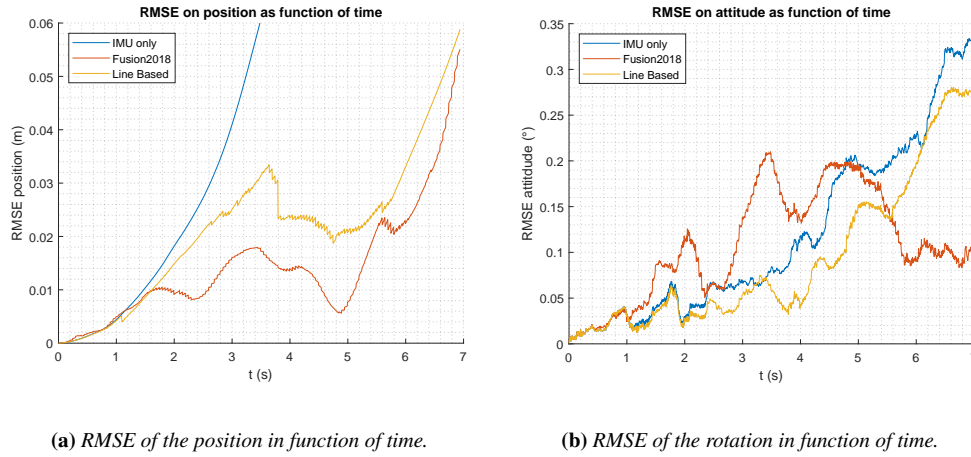 RMSE on position as function of time
0.06
0.05
0.04
0.03
0.02
0.01
0
RMSE position (m)
IMU only
Fusion2018
Line Based
0 1 2 3 4 5 6 7
t (s)
(a) RMSE of the position in function of time.
RMSE on attitude as function of time
0.35
0.3
0.25
0.2
0.15
0.1
0.05
0
RMSE attitdude (°)
IMU only
Fusion2018
Line Based
0 1 2 3 4 5 6 7
t (s)
(b) RMSE of the rotation in function of time.